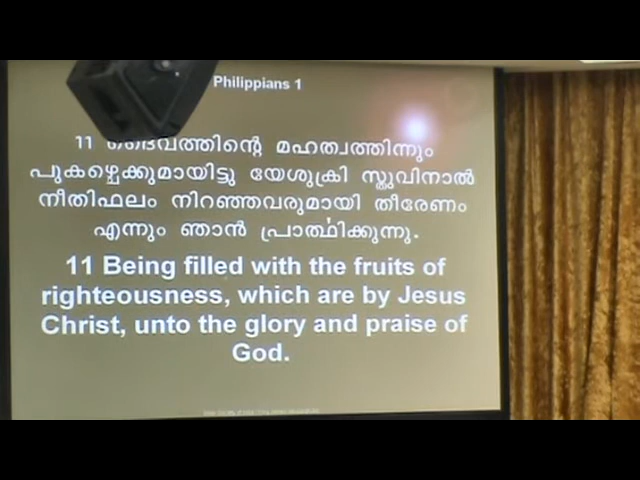 Philippians 1
11 ദൈവത്തിന്റെ മഹത്വത്തിന്നും
പുകഴ്ചെക്കുമായിട്ടു യേശുക്രി സ്തുവിനാൽ
നീതിഫലം നിറഞ്ഞവരുമായി തീരേണം
എന്നും ഞാൻ പ്രാർത്ഥിക്കുന്നു.
11 Being filled with the fruits of
righteousness, which are by Jesus
Christ, unto the glory and praise of
God.